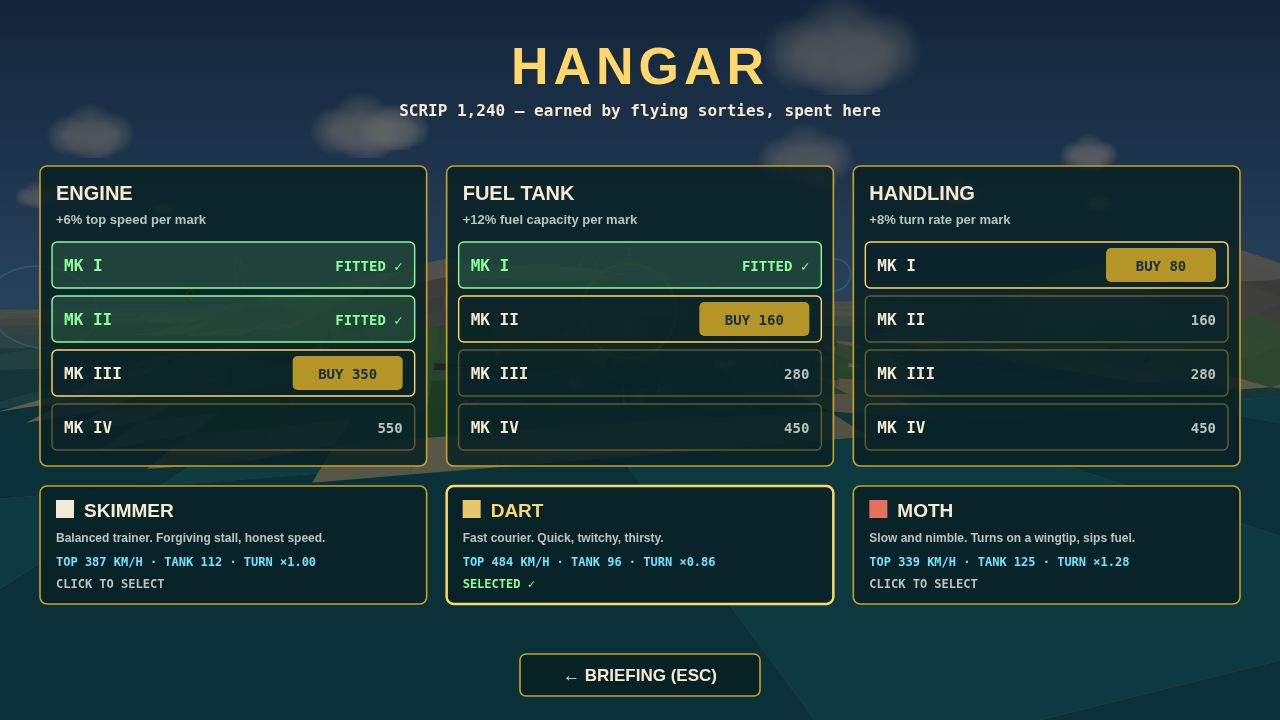 HANGAR
SCRIP 1,240 — earned by flying sorties, spent here
ENGINE
+6% top speed per mark
MK I FITTED ✓
MK II FITTED ✓
MK III BUY 350
MK IV 550
FUEL TANK
+12% fuel capacity per mark
MK I FITTED ✓
MK II BUY 160
MK III 280
MK IV 450
HANDLING
+8% turn rate per mark
MK I BUY 80
MK II 160
MK III 280
MK IV 450
SKIMMER
Balanced trainer. Forgiving stall, honest speed.
TOP 387 KM/H · TANK 112 · TURN ×1.00
CLICK TO SELECT
DART
Fast courier. Quick, twitchy, thirsty.
TOP 484 KM/H · TANK 96 · TURN ×0.86
SELECTED ✓
MOTH
Slow and nimble. Turns on a wingtip, sips fuel.
TOP 339 KM/H · TANK 125 · TURN ×1.28
CLICK TO SELECT
← BRIEFING (ESC)